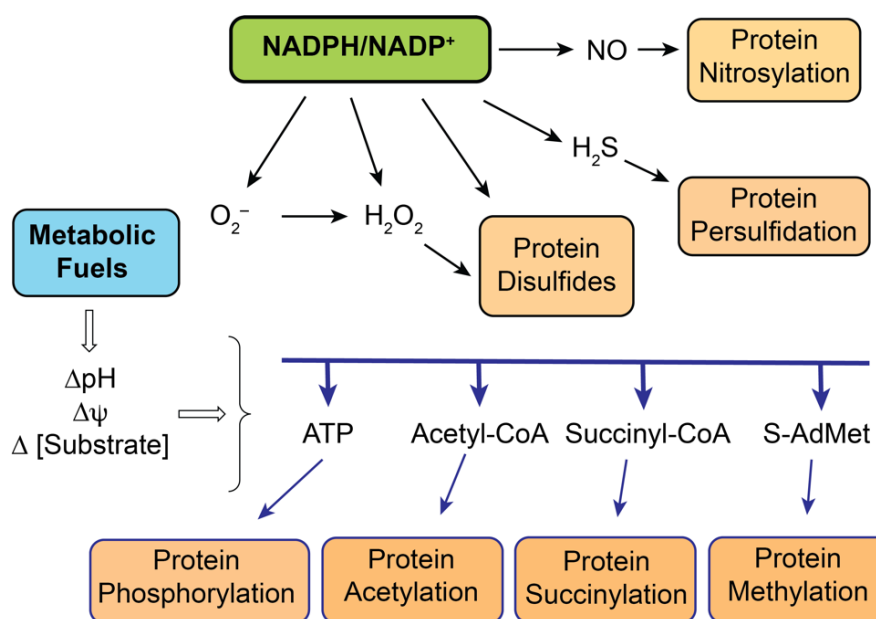 NADPH/NADP⁺
NO
Protein
Nitrosylation
H₂S
Protein
Persulfidation
O₂⁻
H₂O₂
Protein
Disulfides
Metabolic
Fuels
ΔpH
Δψ
Δ [Substrate]
ATP
Acetyl-CoA
Succinyl-CoA
S-AdMet
Protein
Phosphorylation
Protein
Acetylation
Protein
Succinylation
Protein
Methylation